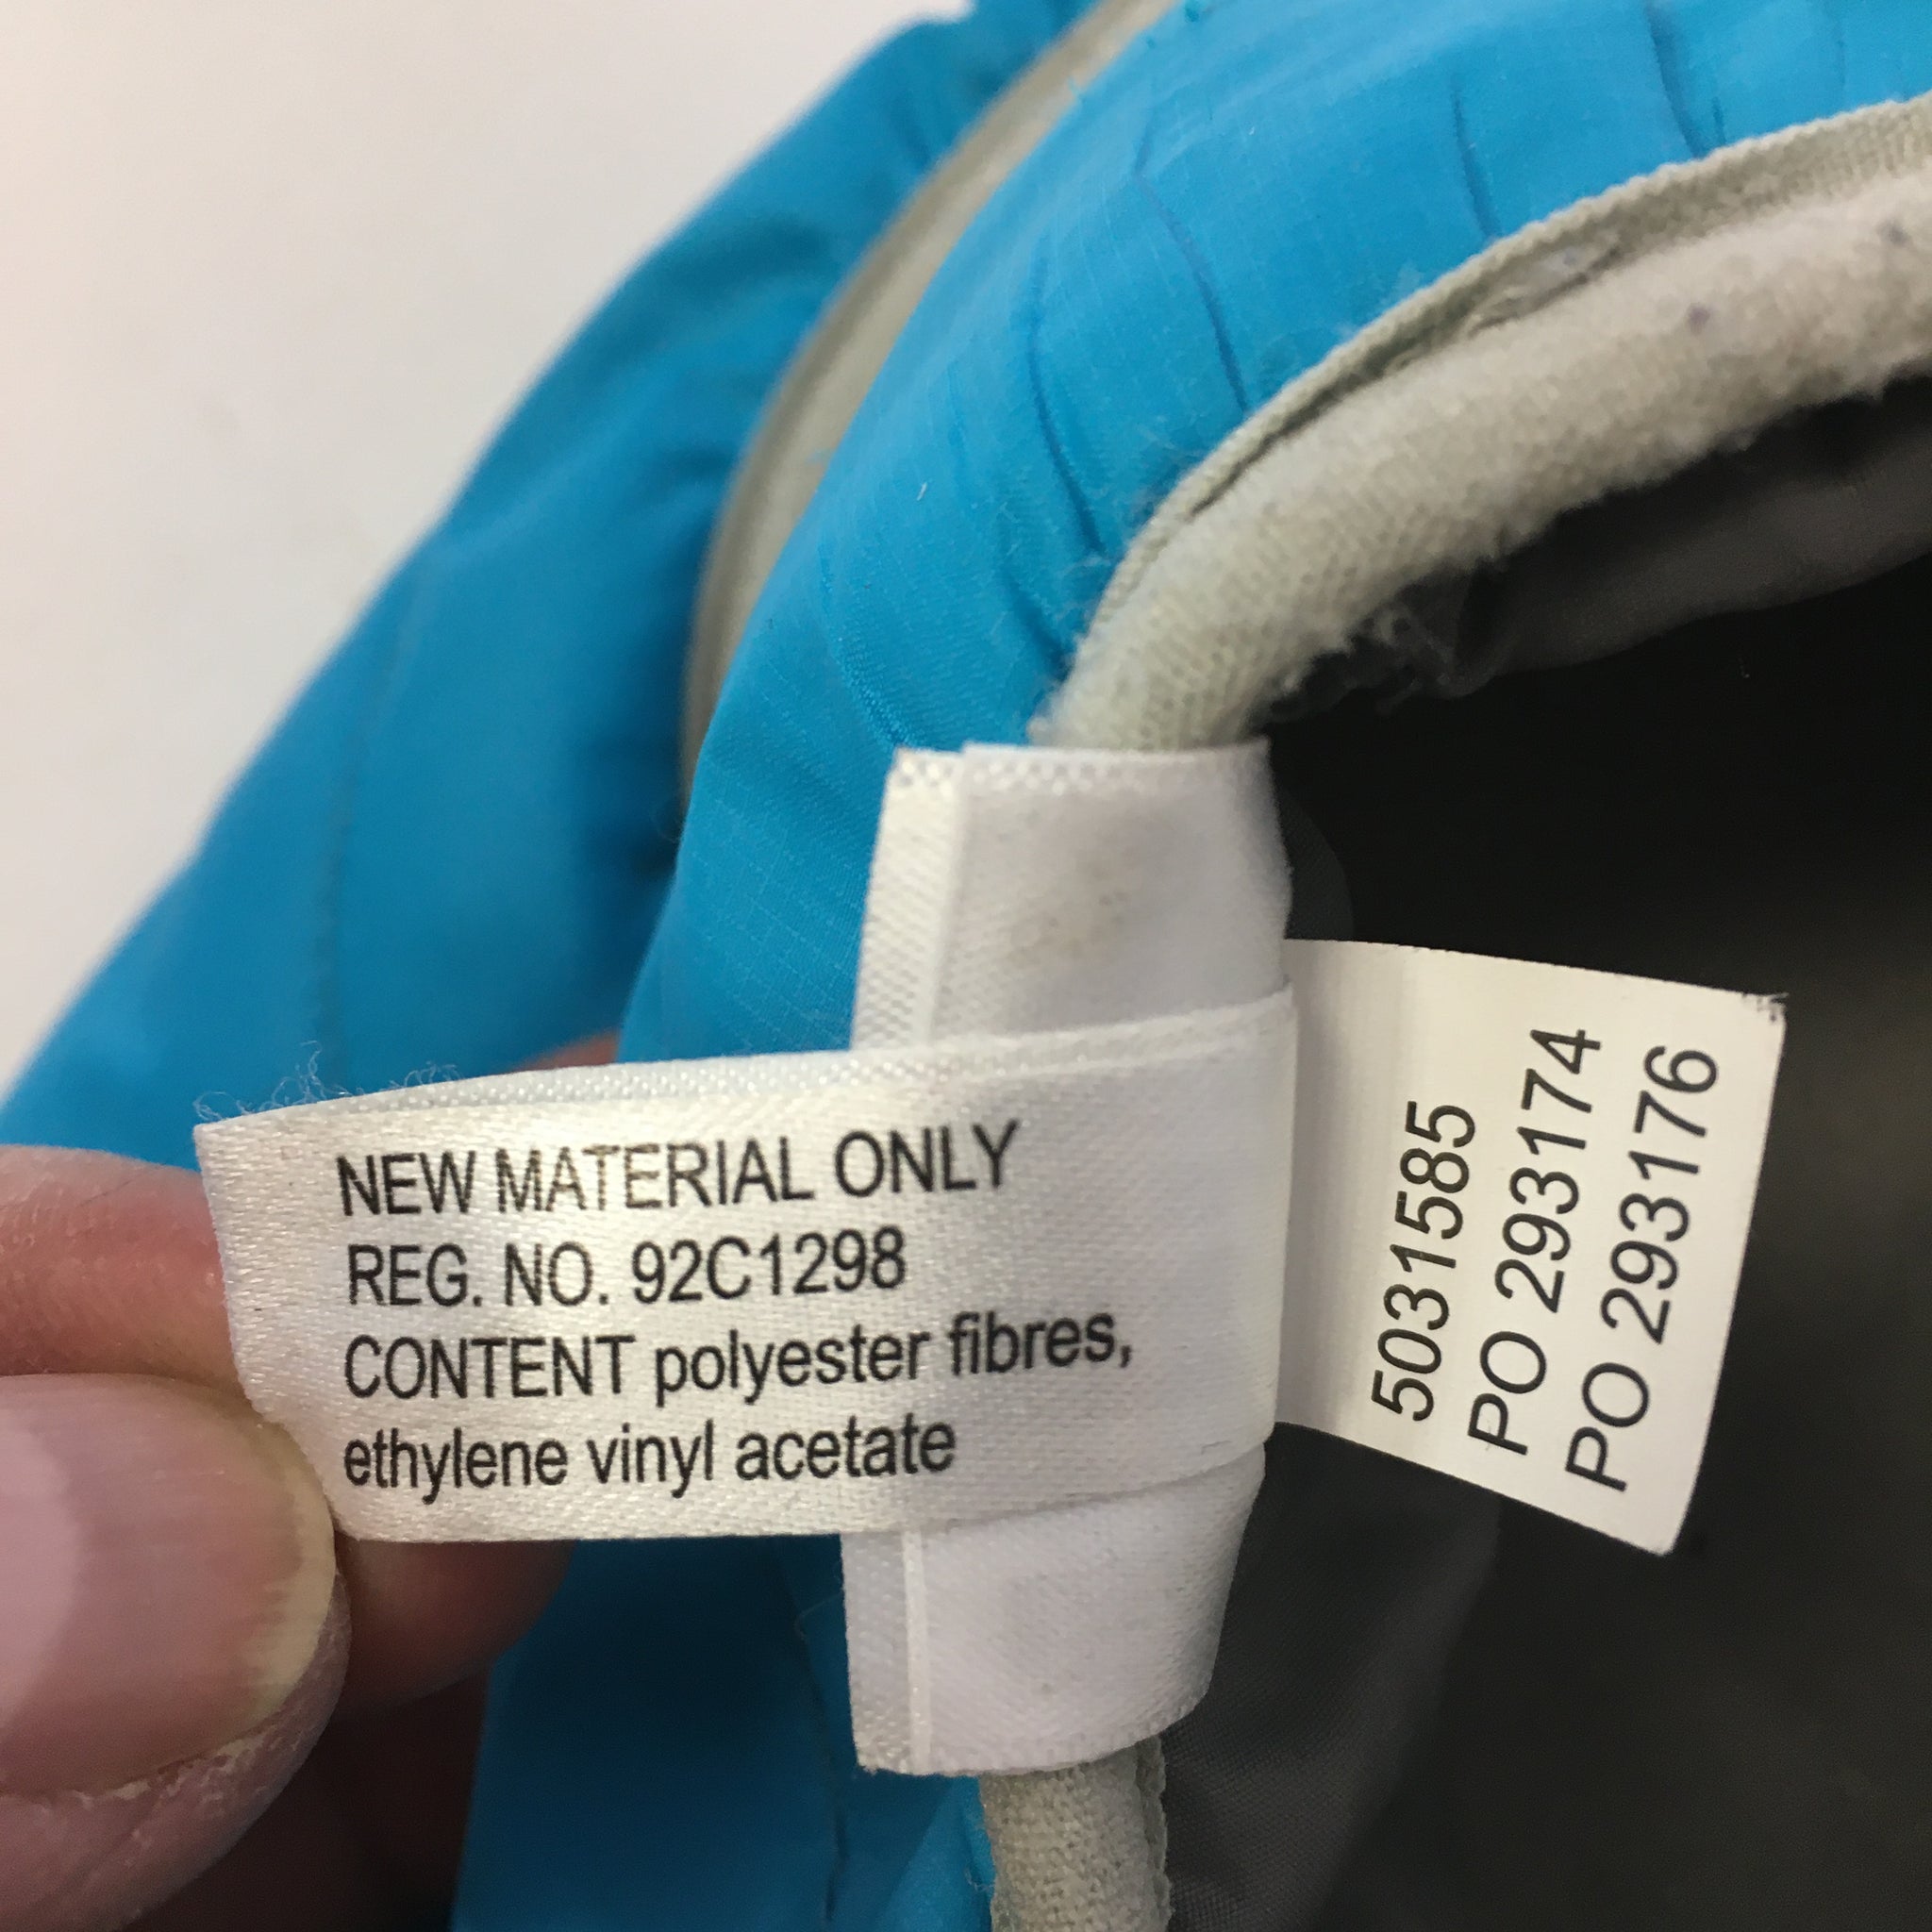 NEW MATERIAL ONLY
REG. NO. 92C1298
CONTENT polyester fibres,
ethylene vinyl acetate
5031585
PO 293174
PO 293176